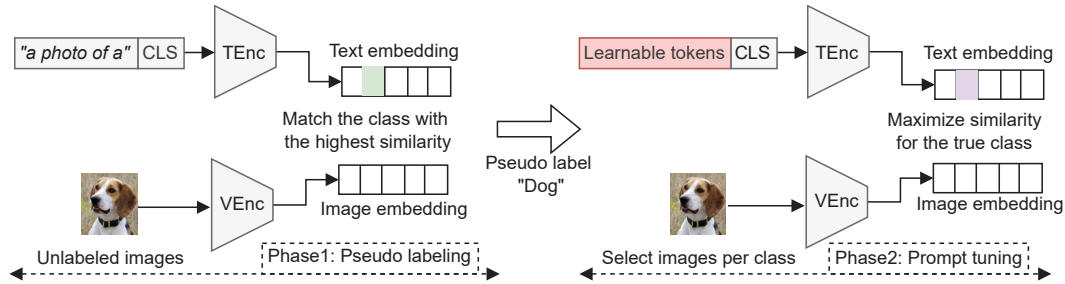 "a photo of a" CLS
TEnc
Text embedding
Match the class with
the highest similarity
VEnc
Image embedding
Unlabeled images
Phase1: Pseudo labeling
Pseudo label
"Dog"
Learnable tokens CLS
TEnc
Text embedding
Maximize similarity
for the true class
VEnc
Image embedding
Select images per class
Phase2: Prompt tuning